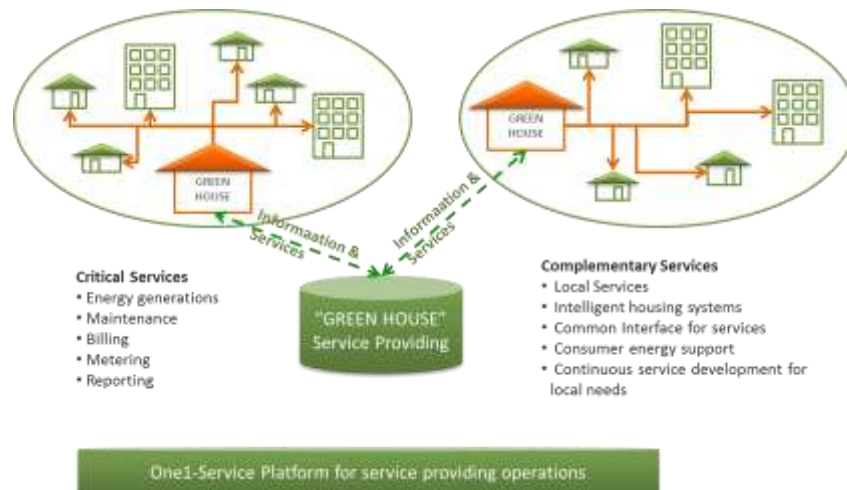 GREEN
HOUSE
GREEN
HOUSE
Informaation &
Services
Informaation &
Services
Critical Services
• Energy generations
• Maintenance
• Billing
• Metering
• Reporting
"GREEN HOUSE"
Service Providing
Complementary Services
• Local Services
• Intelligent housing systems
• Common Interface for services
• Consumer energy support
• Continuous service development for
local needs
One1-Service Platform for service providing operations